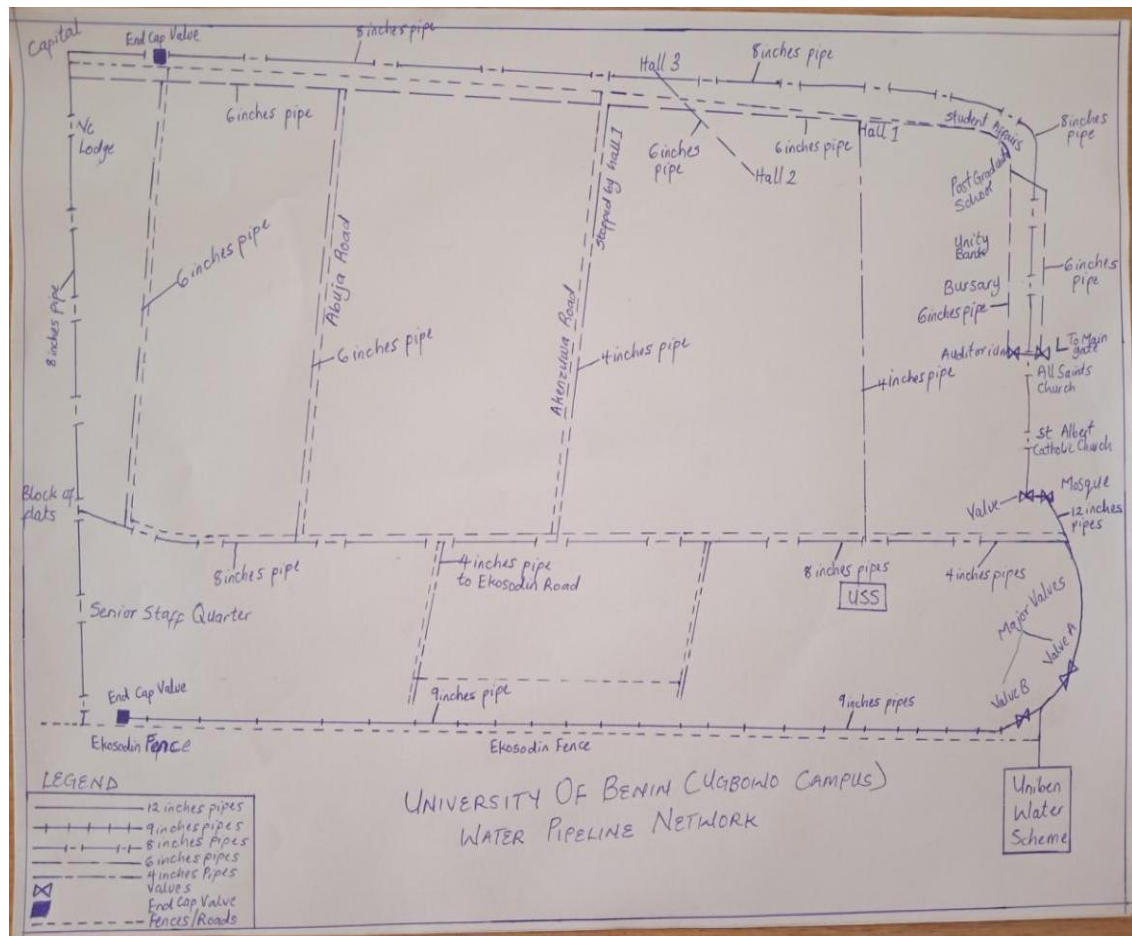 Capital
End Cap Valve
8inches pipe
Hall 3
8inches pipe
8inches
pipe
VC
Lodge
6inches pipe
6inches
pipe
6inches
pipe
Hall 1
Student Affairs
Hall 2
stopped by hall 1
Post Graduate
School
Unity
Bank
Bursary
6inches
pipe
6inches pipe
6inches pipe
Abuja Road
8inches pipe
6inches pipe
Akenzuwa Road
4inches pipe
4inches pipe
Auditorium
To Main
gate
All Saints
Church
St Albert
Catholic Church
Block of
flats
Valve
Mosque
12inches
pipes
8inches pipe
4inches pipe
to Ekosodin Road
8inches pipes
4inches pipes
USS
Senior Staff Quarter
Major Valves
Valve A
Valve B
End Cap Valve
9inches pipe
9inches pipes
Ekosodin Fence
Ekosodin Fence
LEGEND
12 inches pipes
9inches pipes
8inches Pipes
6inches pipes
4inches Pipes
Valves
End Cap Valve
Fences/Roads
UNIVERSITY OF BENIN (UGBOWO CAMPUS)
WATER PIPELINE NETWORK
Uniben
Water
Scheme